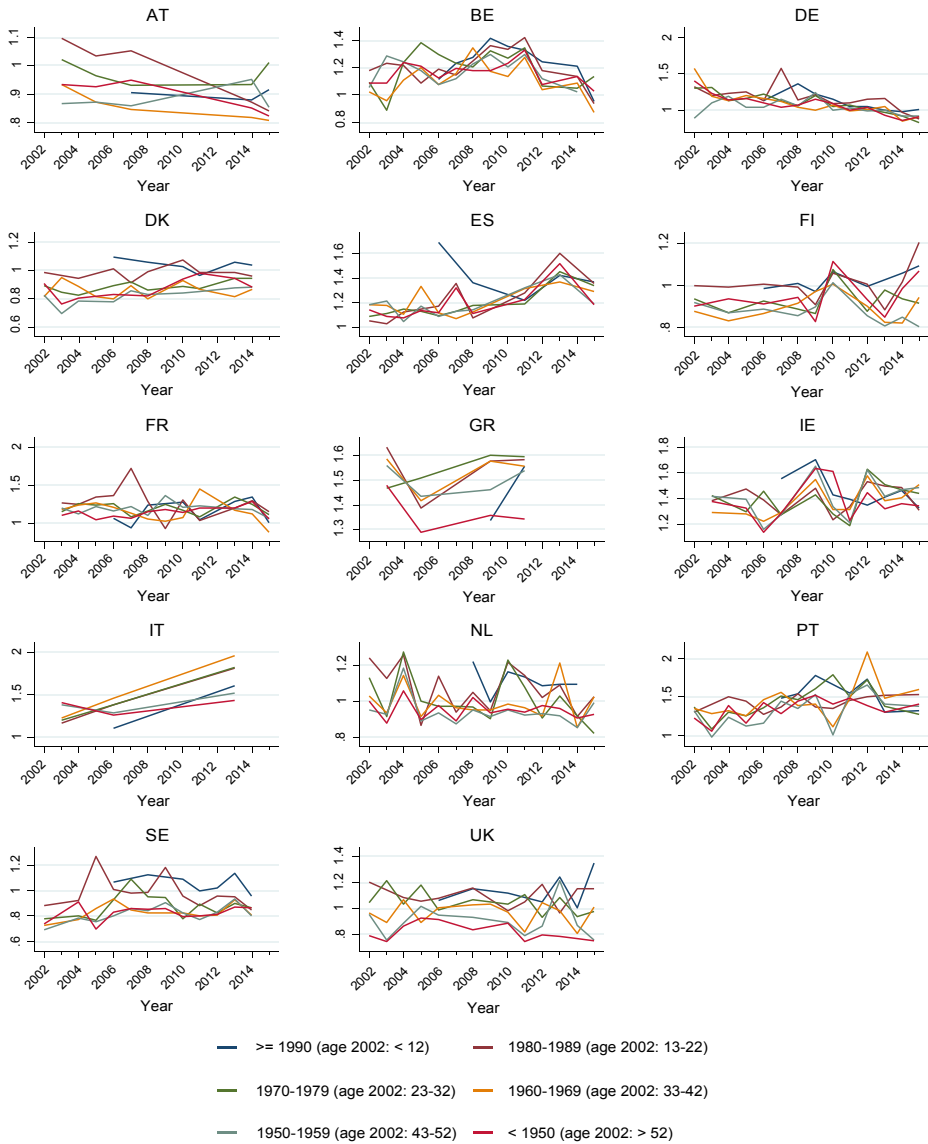 AT BE DE
.8 .9 1 1.1
0.8 1 1.2 1.4
1 1.5 2
2002 2004 2006 2008 2010 2012 2014
2002 2004 2006 2008 2010 2012 2014
2002 2004 2006 2008 2010 2012 2014
Year Year Year
DK ES FI
0.6 0.8 1 1.2
1 1.2 1.4 1.6
.8 1 1.2
2002 2004 2006 2008 2010 2012 2014
2002 2004 2006 2008 2010 2012 2014
2002 2004 2006 2008 2010 2012 2014
Year Year Year
FR GR IE
1 1.5 2
1.3 1.4 1.5 1.6
1.2 1.4 1.6 1.8
2002 2004 2006 2008 2010 2012 2014
2002 2004 2006 2008 2010 2012 2014
2002 2004 2006 2008 2010 2012 2014
Year Year Year
IT NL PT
1 1.5 2
.8 1 1.2
1 1.5 2
2002 2004 2006 2008 2010 2012 2014
2002 2004 2006 2008 2010 2012 2014
2002 2004 2006 2008 2010 2012 2014
Year Year Year
SE UK
.6 .8 1 1.2
.8 1 1.2 1.4
2002 2004 2006 2008 2010 2012 2014
2002 2004 2006 2008 2010 2012 2014
Year Year
>= 1990 (age 2002: < 12) 1980-1989 (age 2002: 13-22)
1970-1979 (age 2002: 23-32) 1960-1969 (age 2002: 33-42)
1950-1959 (age 2002: 43-52) < 1950 (age 2002: > 52)